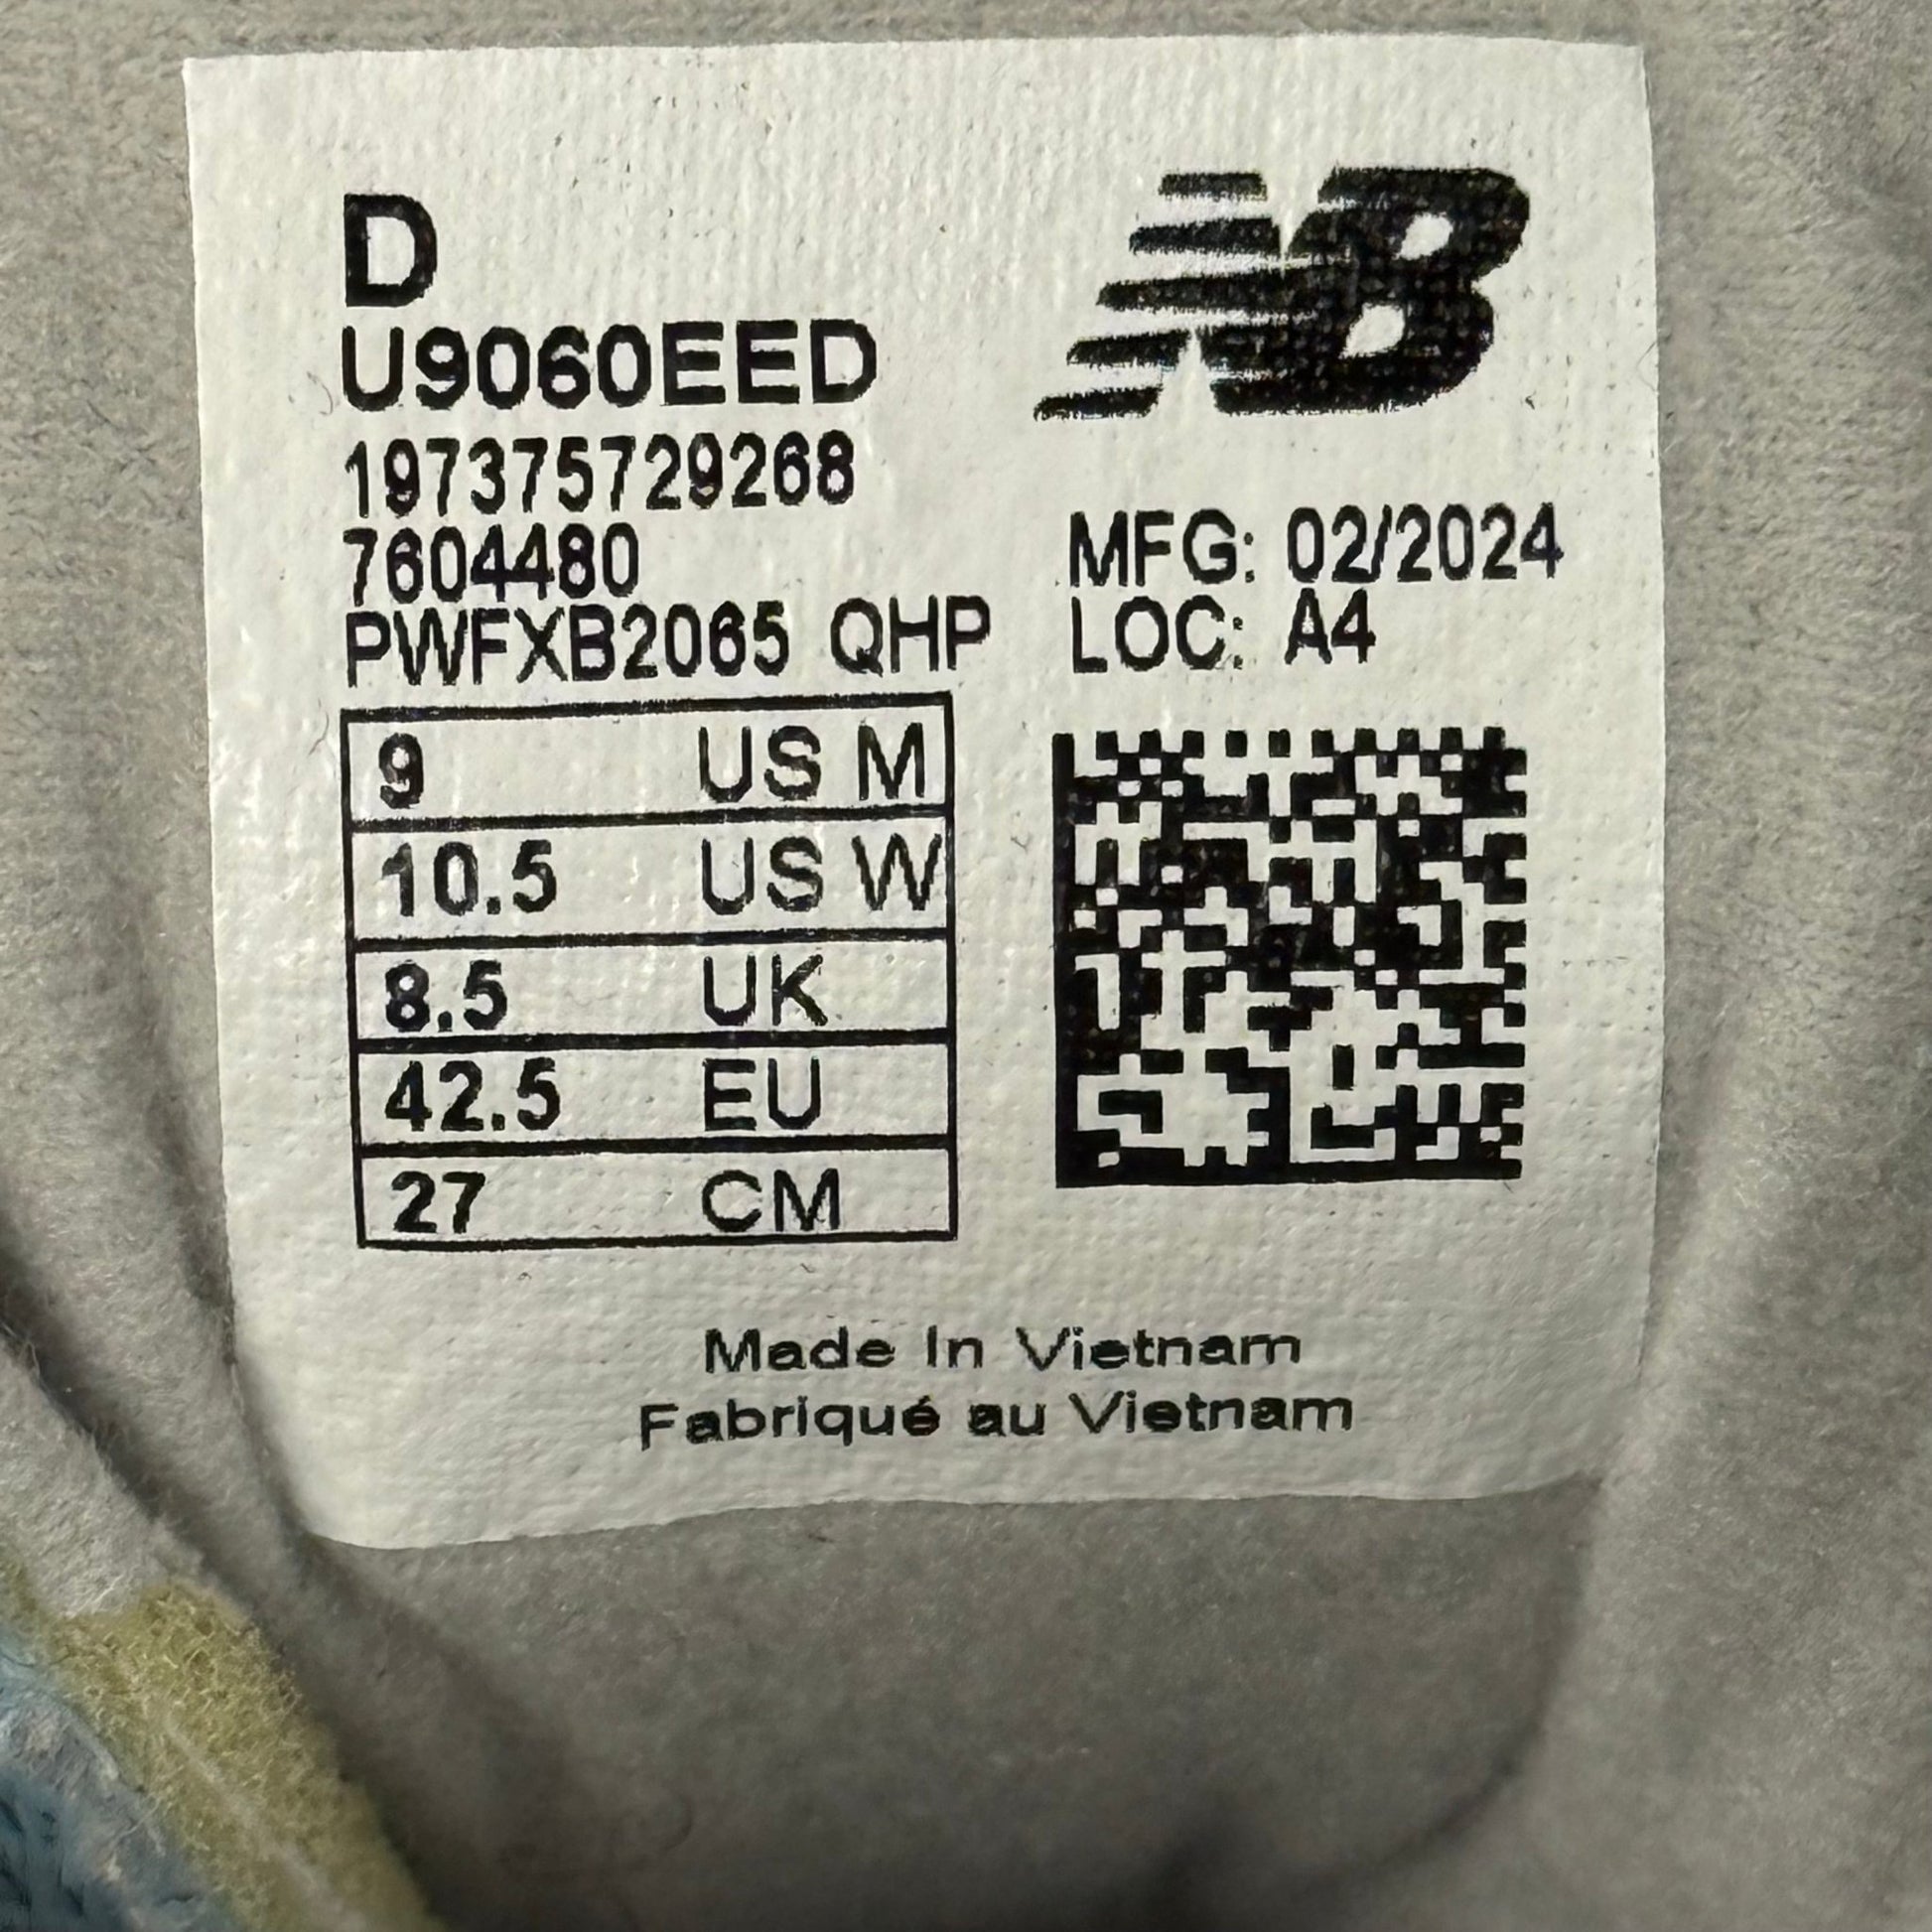 D
U9060EED
197375729268
7604480
PWFXB2065 QHP
NB
MFG: 02/2024
LOC: A4
9 US M
10.5 US W
8.5 UK
42.5 EU
27 CM
Made In Vietnam
Fabriqué au Vietnam